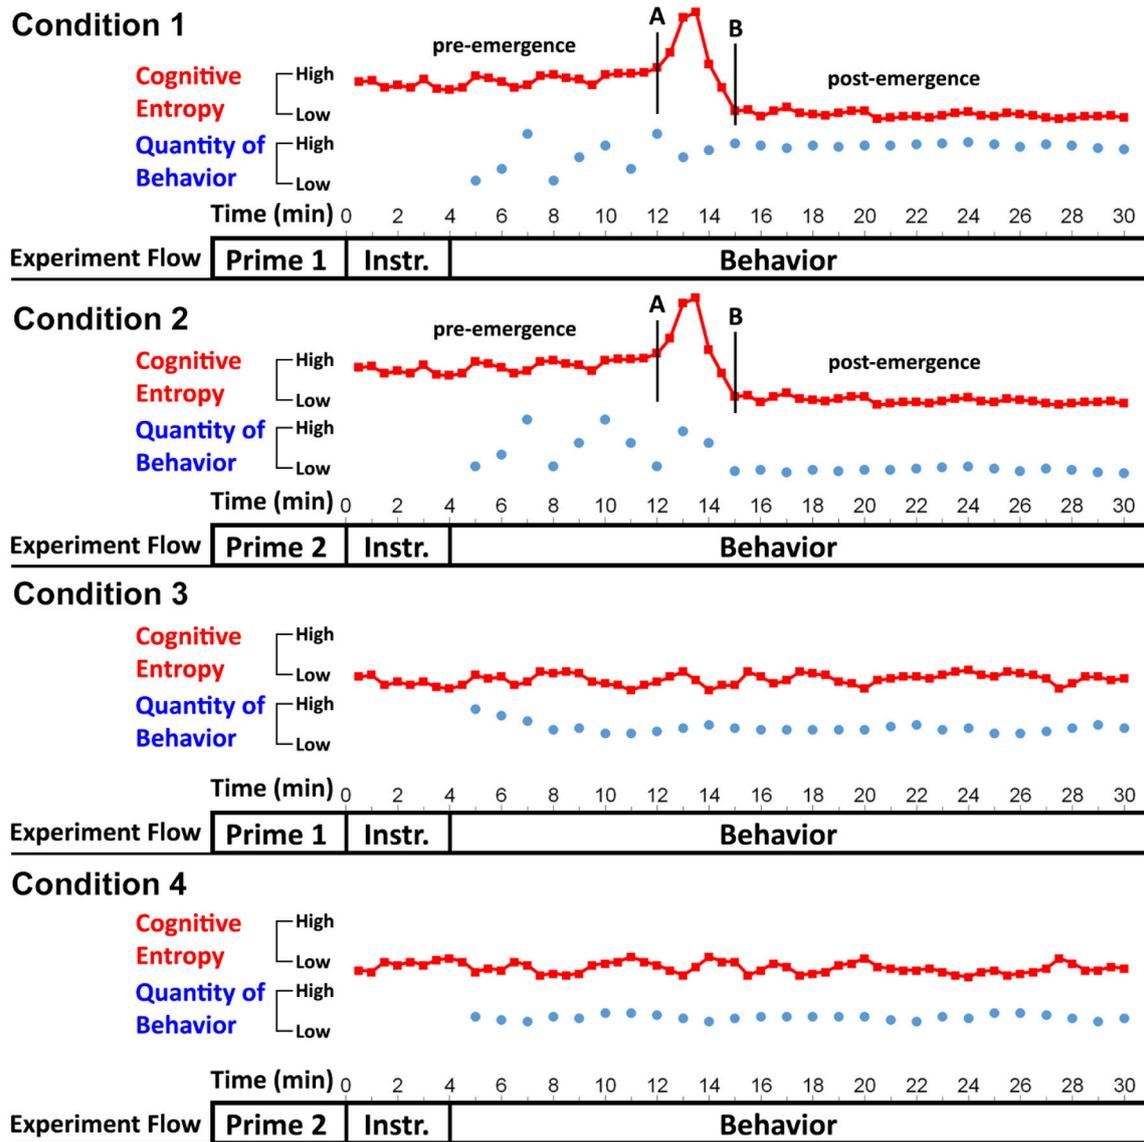 Condition 1
A
B
pre-emergence
post-emergence
Cognitive
Entropy
High
Low
Quantity of
Behavior
High
Low
Time (min) 0 2 4 6 8 10 12 14 16 18 20 22 24 26 28 30
Experiment Flow Prime 1 Instr. Behavior
Condition 2
A
B
pre-emergence
post-emergence
Cognitive
Entropy
High
Low
Quantity of
Behavior
High
Low
Time (min) 0 2 4 6 8 10 12 14 16 18 20 22 24 26 28 30
Experiment Flow Prime 2 Instr. Behavior
Condition 3
Cognitive
Entropy
High
Low
Quantity of
Behavior
High
Low
Time (min) 0 2 4 6 8 10 12 14 16 18 20 22 24 26 28 30
Experiment Flow Prime 1 Instr. Behavior
Condition 4
Cognitive
Entropy
High
Low
Quantity of
Behavior
High
Low
Time (min) 0 2 4 6 8 10 12 14 16 18 20 22 24 26 28 30
Experiment Flow Prime 2 Instr. Behavior